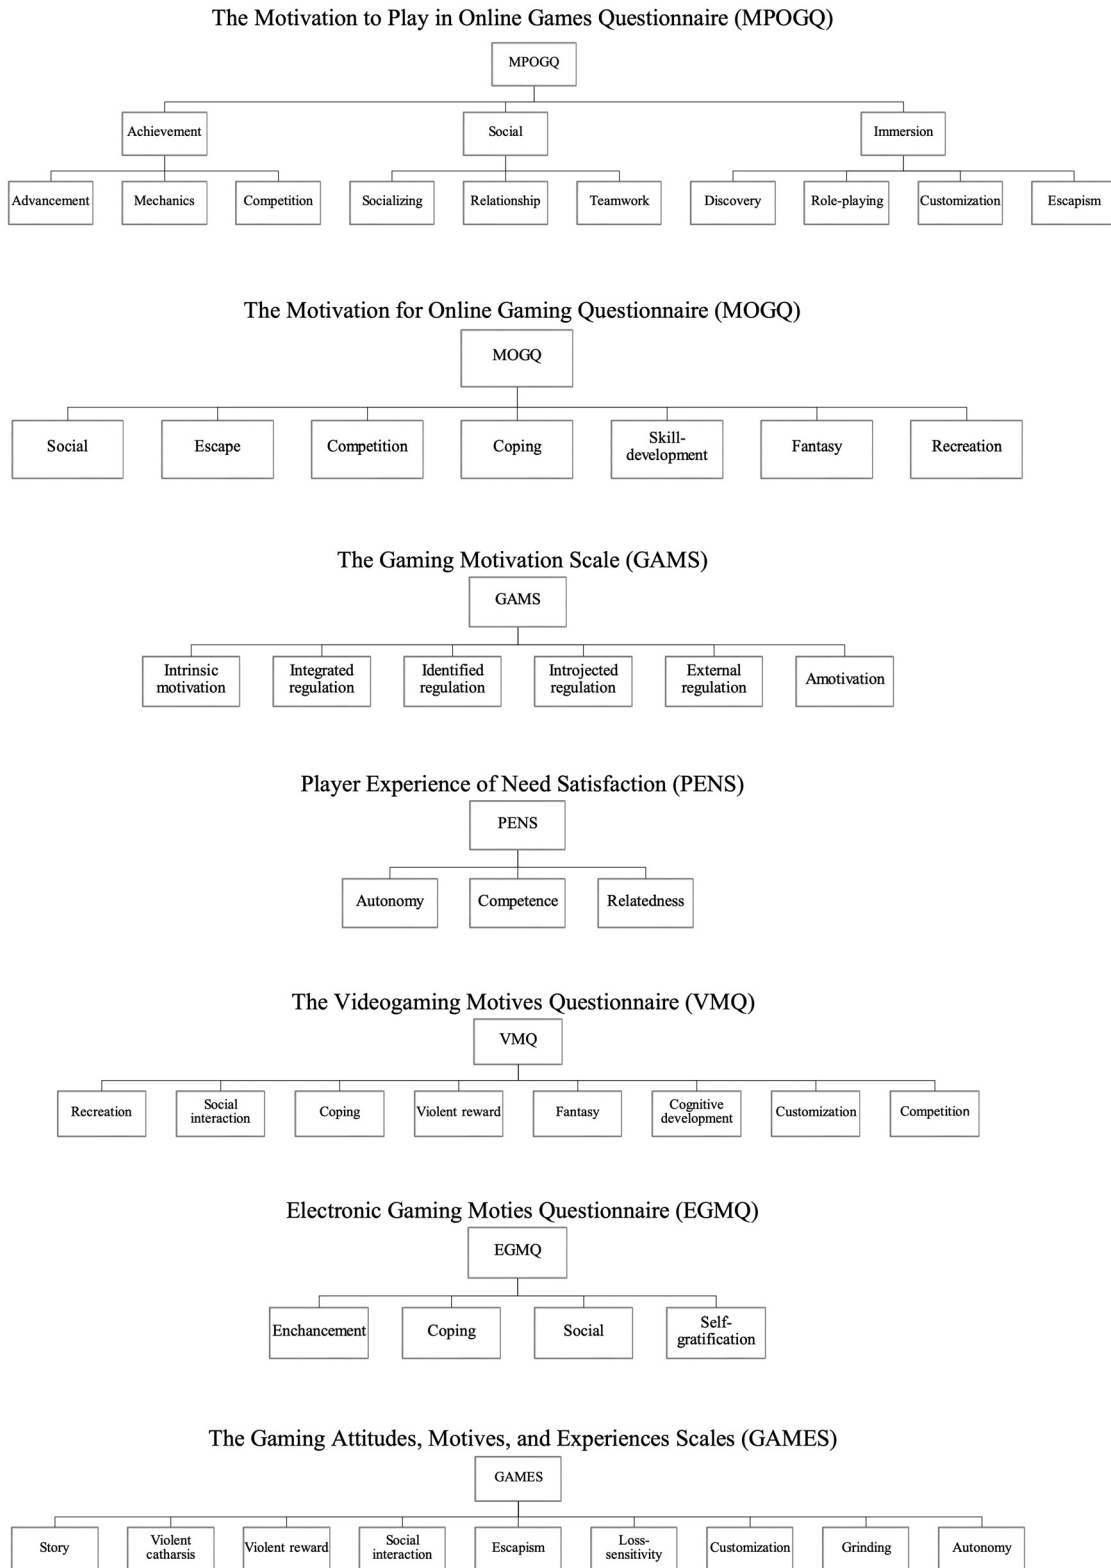 The Motivation to Play in Online Games Questionnaire (MPOGQ)
MPOGQ
Achievement
Social
Immersion
Advancement
Mechanics
Competition
Socializing
Relationship
Teamwork
Discovery
Role-playing
Customization
Escapism
The Motivation for Online Gaming Questionnaire (MOGQ)
MOGQ
Social
Escape
Competition
Coping
Skill-
development
Fantasy
Recreation
The Gaming Motivation Scale (GAMS)
GAMS
Intrinsic
motivation
Integrated
regulation
Identified
regulation
Introjected
regulation
External
regulation
Amotivation
Player Experience of Need Satisfaction (PENS)
PENS
Autonomy
Competence
Relatedness
The Videogaming Motives Questionnaire (VMQ)
VMQ
Recreation
Social
interaction
Coping
Violent reward
Fantasy
Cognitive
development
Customization
Competition
Electronic Gaming Moties Questionnaire (EGMQ)
EGMQ
Enchancement
Coping
Social
Self-
gratification
The Gaming Attitudes, Motives, and Experiences Scales (GAMES)
GAMES
Story
Violent
catharsis
Violent reward
Social
interaction
Escapism
Loss-
sensitivity
Customization
Grinding
Autonomy